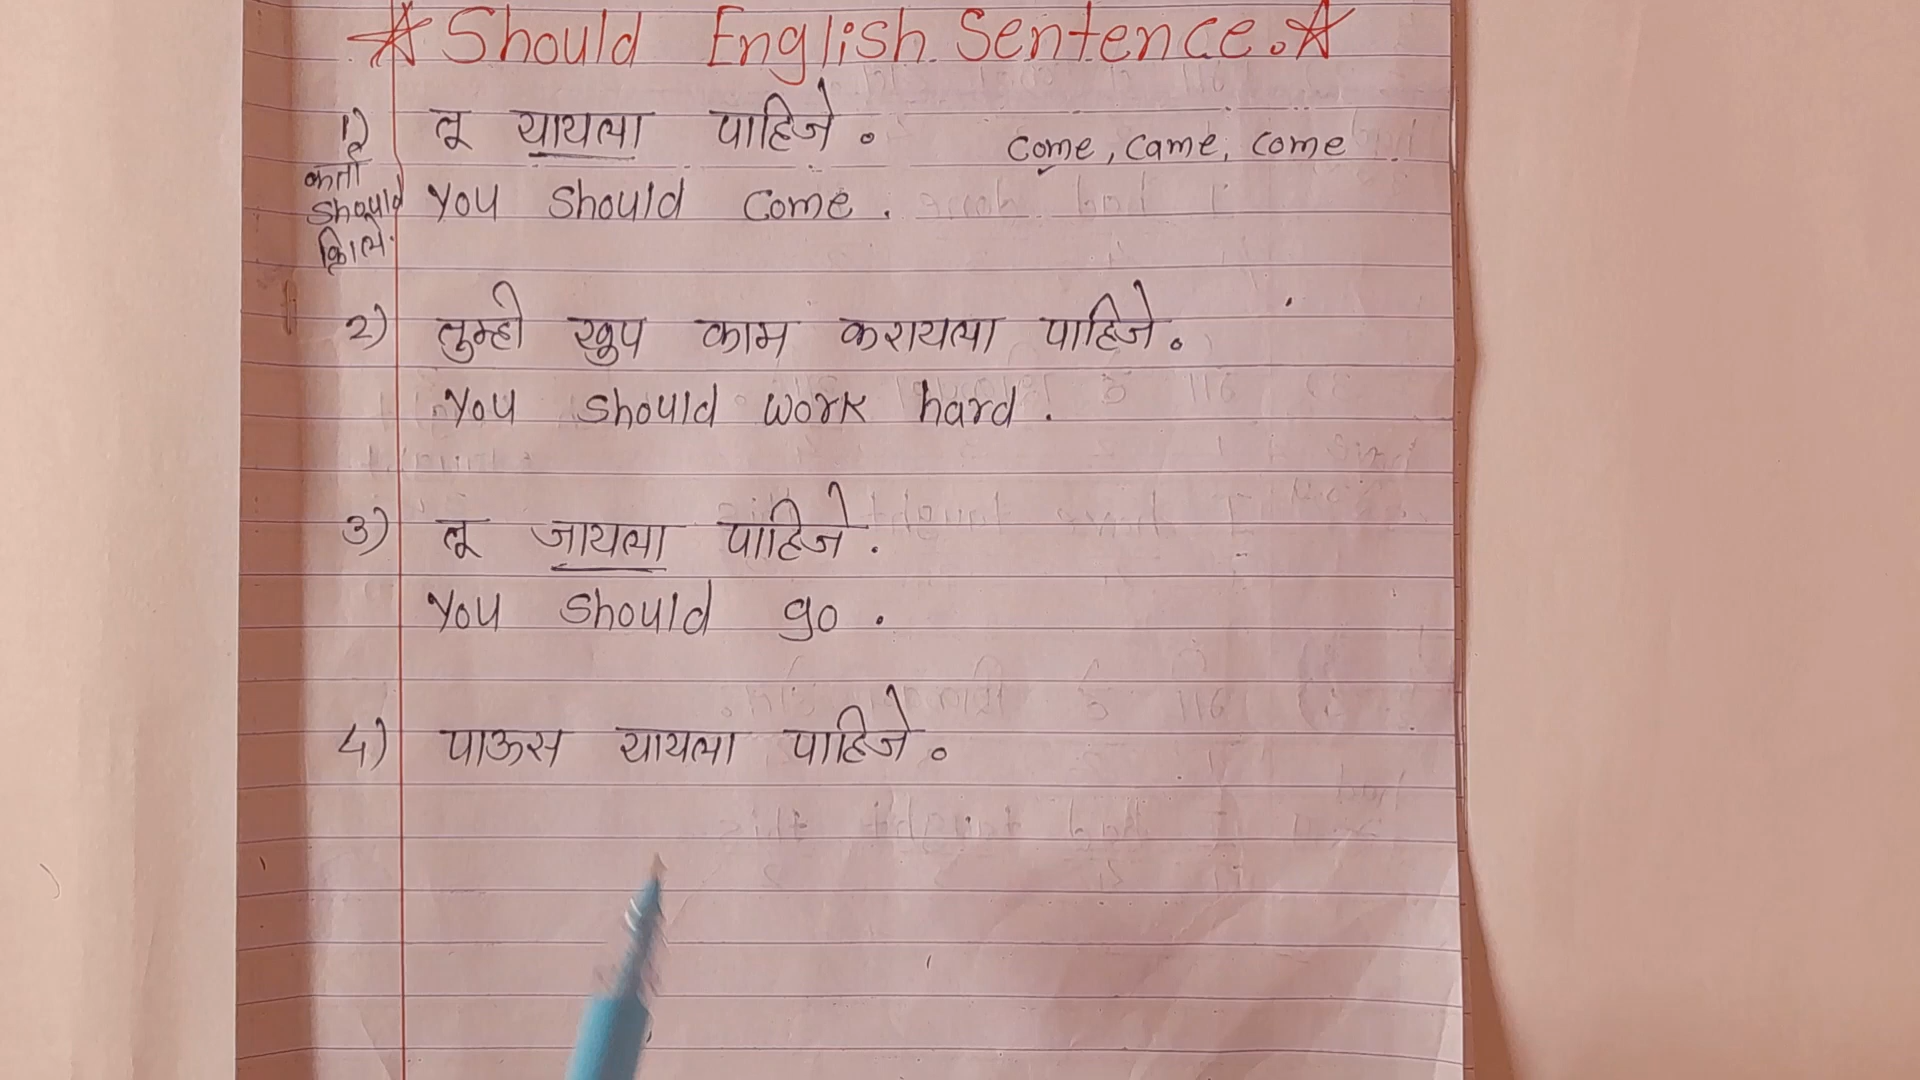 ☆ Should English Sentence. ☆
1) तू यायला पाहिजे. come, came, come
कर्ता
should
You should come.
2) तुम्ही खूप काम करायला पाहिजे.
You should work hard.
3) तू जायला पाहिजे.
You should go.
4) पाऊस यायला पाहिजे.